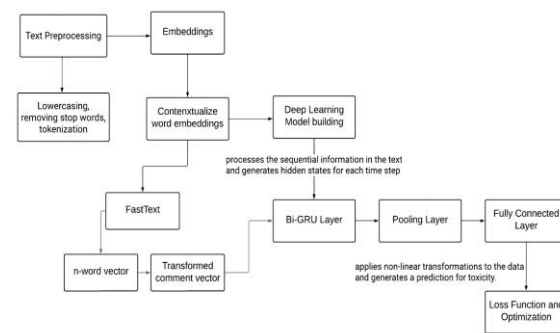 Text Preprocessing
Embeddings
Lowercasing,
removing stop words,
tokenization
Contenxtualize
word embeddings
Deep Learning
Model building
processes the sequential information in the text
and generates hidden states for each time step
FastText
Bi-GRU Layer
Pooling Layer
Fully Connected
Layer
n-word vector
Transformed
comment vector
applies non-linear transformations to the data
and generates a prediction for toxicity.
Loss Function and
Optimization